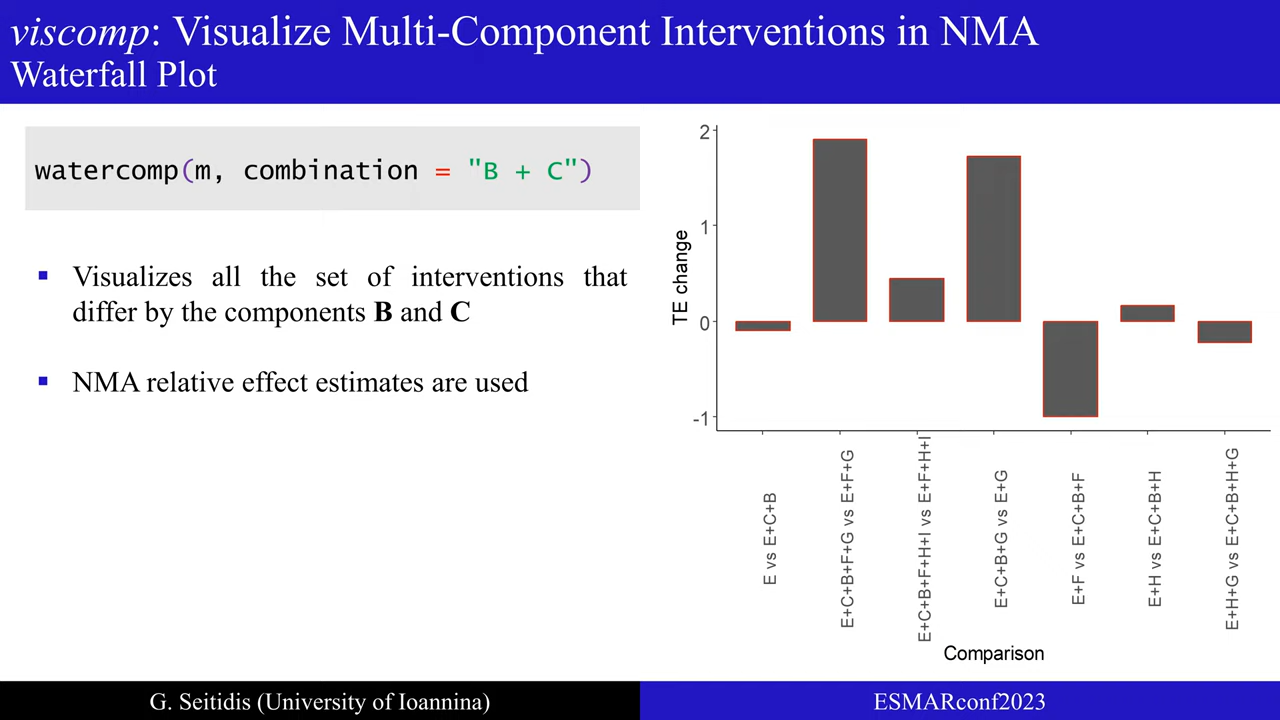 viscomp: Visualize Multi-Component Interventions in NMA
Waterfall Plot
watercomp(m, combination = "B + C")
▪ Visualizes all the set of interventions that
differ by the components B and C
▪ NMA relative effect estimates are used
2
1
0
-1
TE change
E vs E+C+B
E+C+B+F+G vs E+F+G
E+C+B+F+H+I vs E+F+H+I
E+C+B+G vs E+G
E+F vs E+C+B+F
E+H vs E+C+B+H
E+H+G vs E+C+B+H+G
Comparison
G. Seitidis (University of Ioannina)
ESMARconf2023